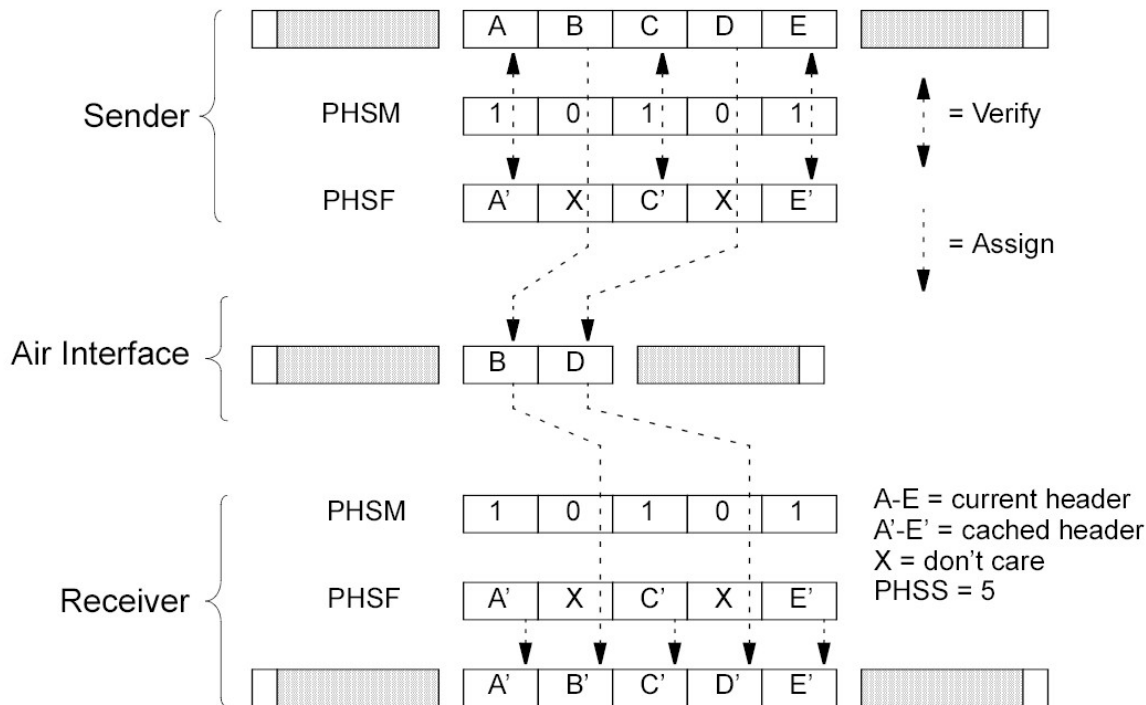 A B C D E
Sender
PHSM 1 0 1 0 1
= Verify
PHSF A' X C' X E'
= Assign
Air Interface
B D
PHSM 1 0 1 0 1
A-E = current header
A'-E' = cached header
X = don't care
PHSS = 5
Receiver
PHSF A' X C' X E'
A' B' C' D' E'